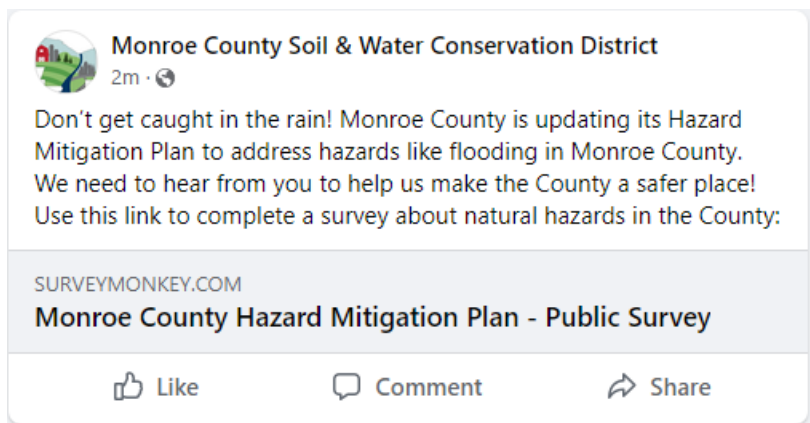 Monroe County Soil & Water Conservation District
2m ·
Don't get caught in the rain! Monroe County is updating its Hazard
Mitigation Plan to address hazards like flooding in Monroe County.
We need to hear from you to help us make the County a safer place!
Use this link to complete a survey about natural hazards in the County:
SURVEYMONKEY.COM
Monroe County Hazard Mitigation Plan - Public Survey
Like Comment Share